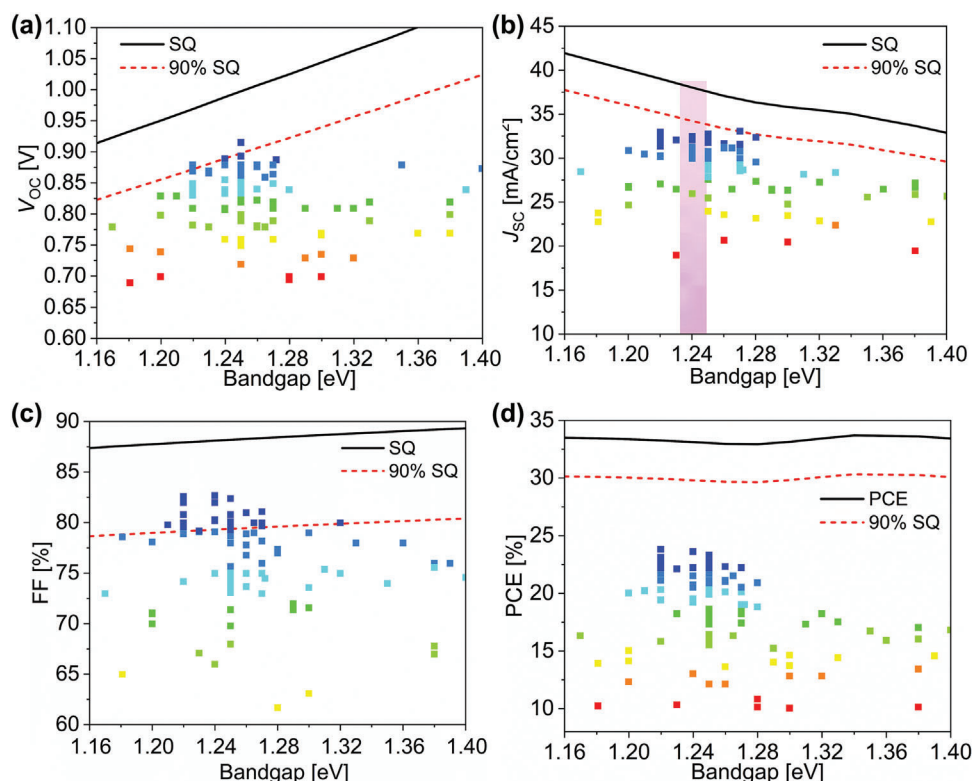 (a)
VOC [V]
1.10
1.05
1.00
0.95
0.90
0.85
0.80
0.75
0.70
0.65
0.60
SQ
90% SQ
1.16 1.20 1.24 1.28 1.33 1.36 1.40
Bandgap [eV]
(b)
JSC [mA/cm⁻²]
45
40
35
30
25
20
15
10
SQ
90% SQ
1.16 1.20 1.24 1.28 1.33 1.36 1.40
Bandgap [eV]
(c)
FF [%]
90
85
80
75
70
65
60
SQ
90% SQ
1.16 1.20 1.24 1.28 1.32 1.36 1.40
Bandgap [eV]
(d)
PCE [%]
35
30
25
20
15
10
PCE
90% SQ
1.16 1.20 1.24 1.28 1.32 1.36 1.40
Bandgap [eV]